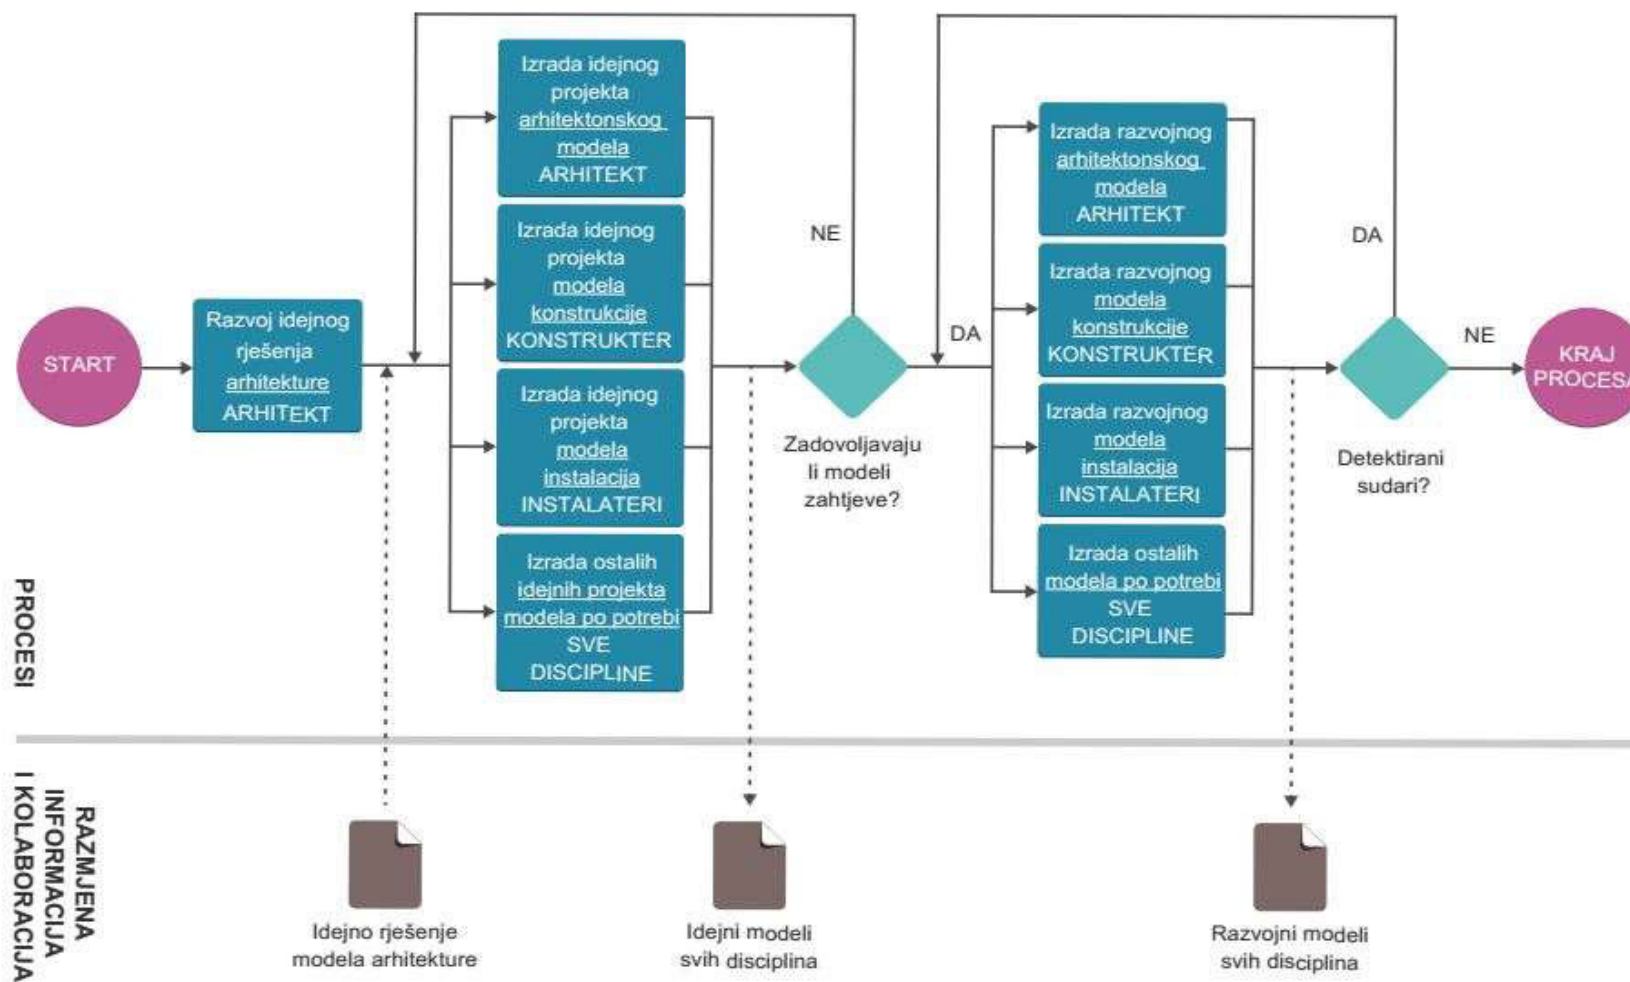 START
Razvoj idejnog
rješenja
arhitekture
ARHITEKT
Izrada idejnog
projekta
arhitektonskog
modela
ARHITEKT
Izrada idejnog
projekta
modela
konstrukcije
KONSTRUKTER
Izrada idejnog
projekta
modela
instalacija
INSTALATERI
Izrada ostalih
idejnih projekta
modela po potrebi
SVE
DISCIPLINE
NE
Zadovoljavaju
li modeli
zahtjeve?
DA
Izrada razvojnog
arhitektonskog
modela
ARHITEKT
Izrada razvojnog
modela
konstrukcije
KONSTRUKTER
Izrada razvojnog
modela
instalacija
INSTALATERI
Izrada ostalih
modela po potrebi
SVE
DISCIPLINE
DA
Detektirani
sudari?
NE
KRAJ
PROCESA
PROCESI
RAZMJENA
INFORMACIJA
I KOLABORACIJA
Idejno rješenje
modela arhitekture
Idejni modeli
svih disciplina
Razvojni modeli
svih disciplina